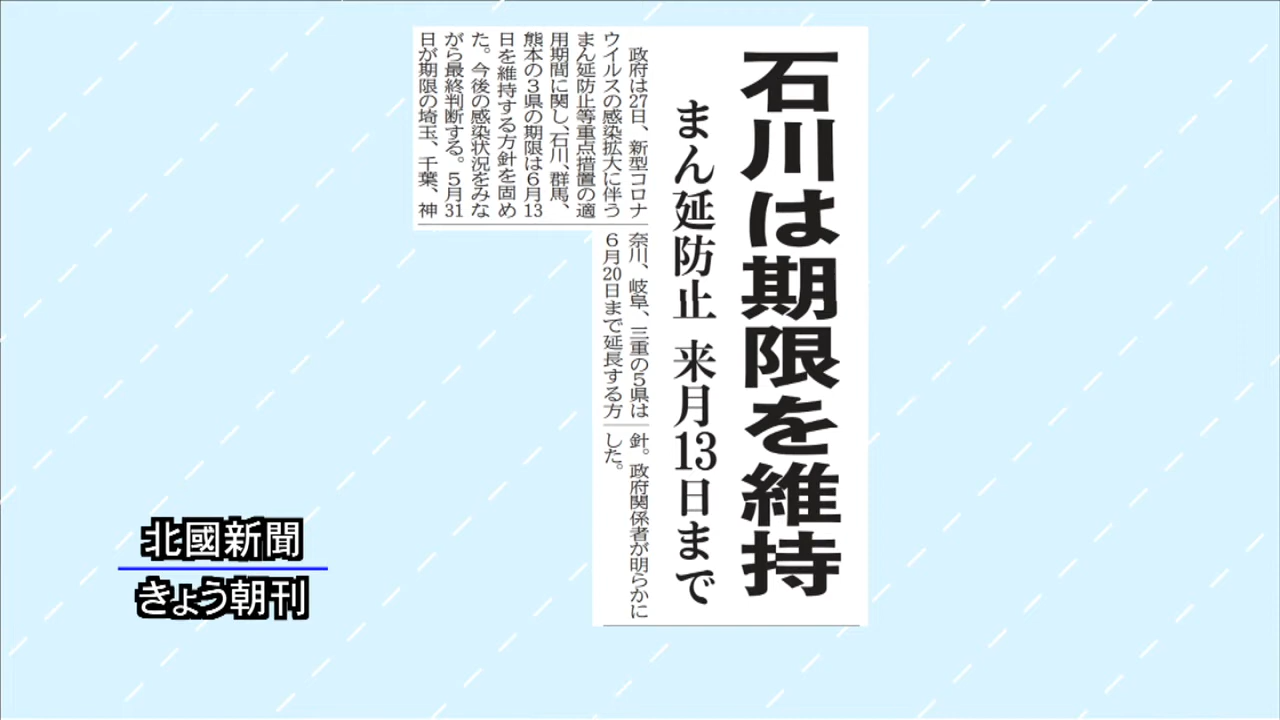 石川は期限を維持
まん延防止 来月13日まで
政府は27日、新型コロナ
ウイルスの感染拡大に伴う
まん延防止等重点措置の適
用期間に関し、石川、群馬、
熊本の3県の期限は6月13
日を維持する方針を固め
た。今後の感染状況をみな
がら最終判断する。5月31
日が期限の埼玉、千葉、神
奈川、岐阜、三重の5県は
6月20日まで延長する方
針。政府関係者が明らかに
した。
北國新聞
きょう朝刊